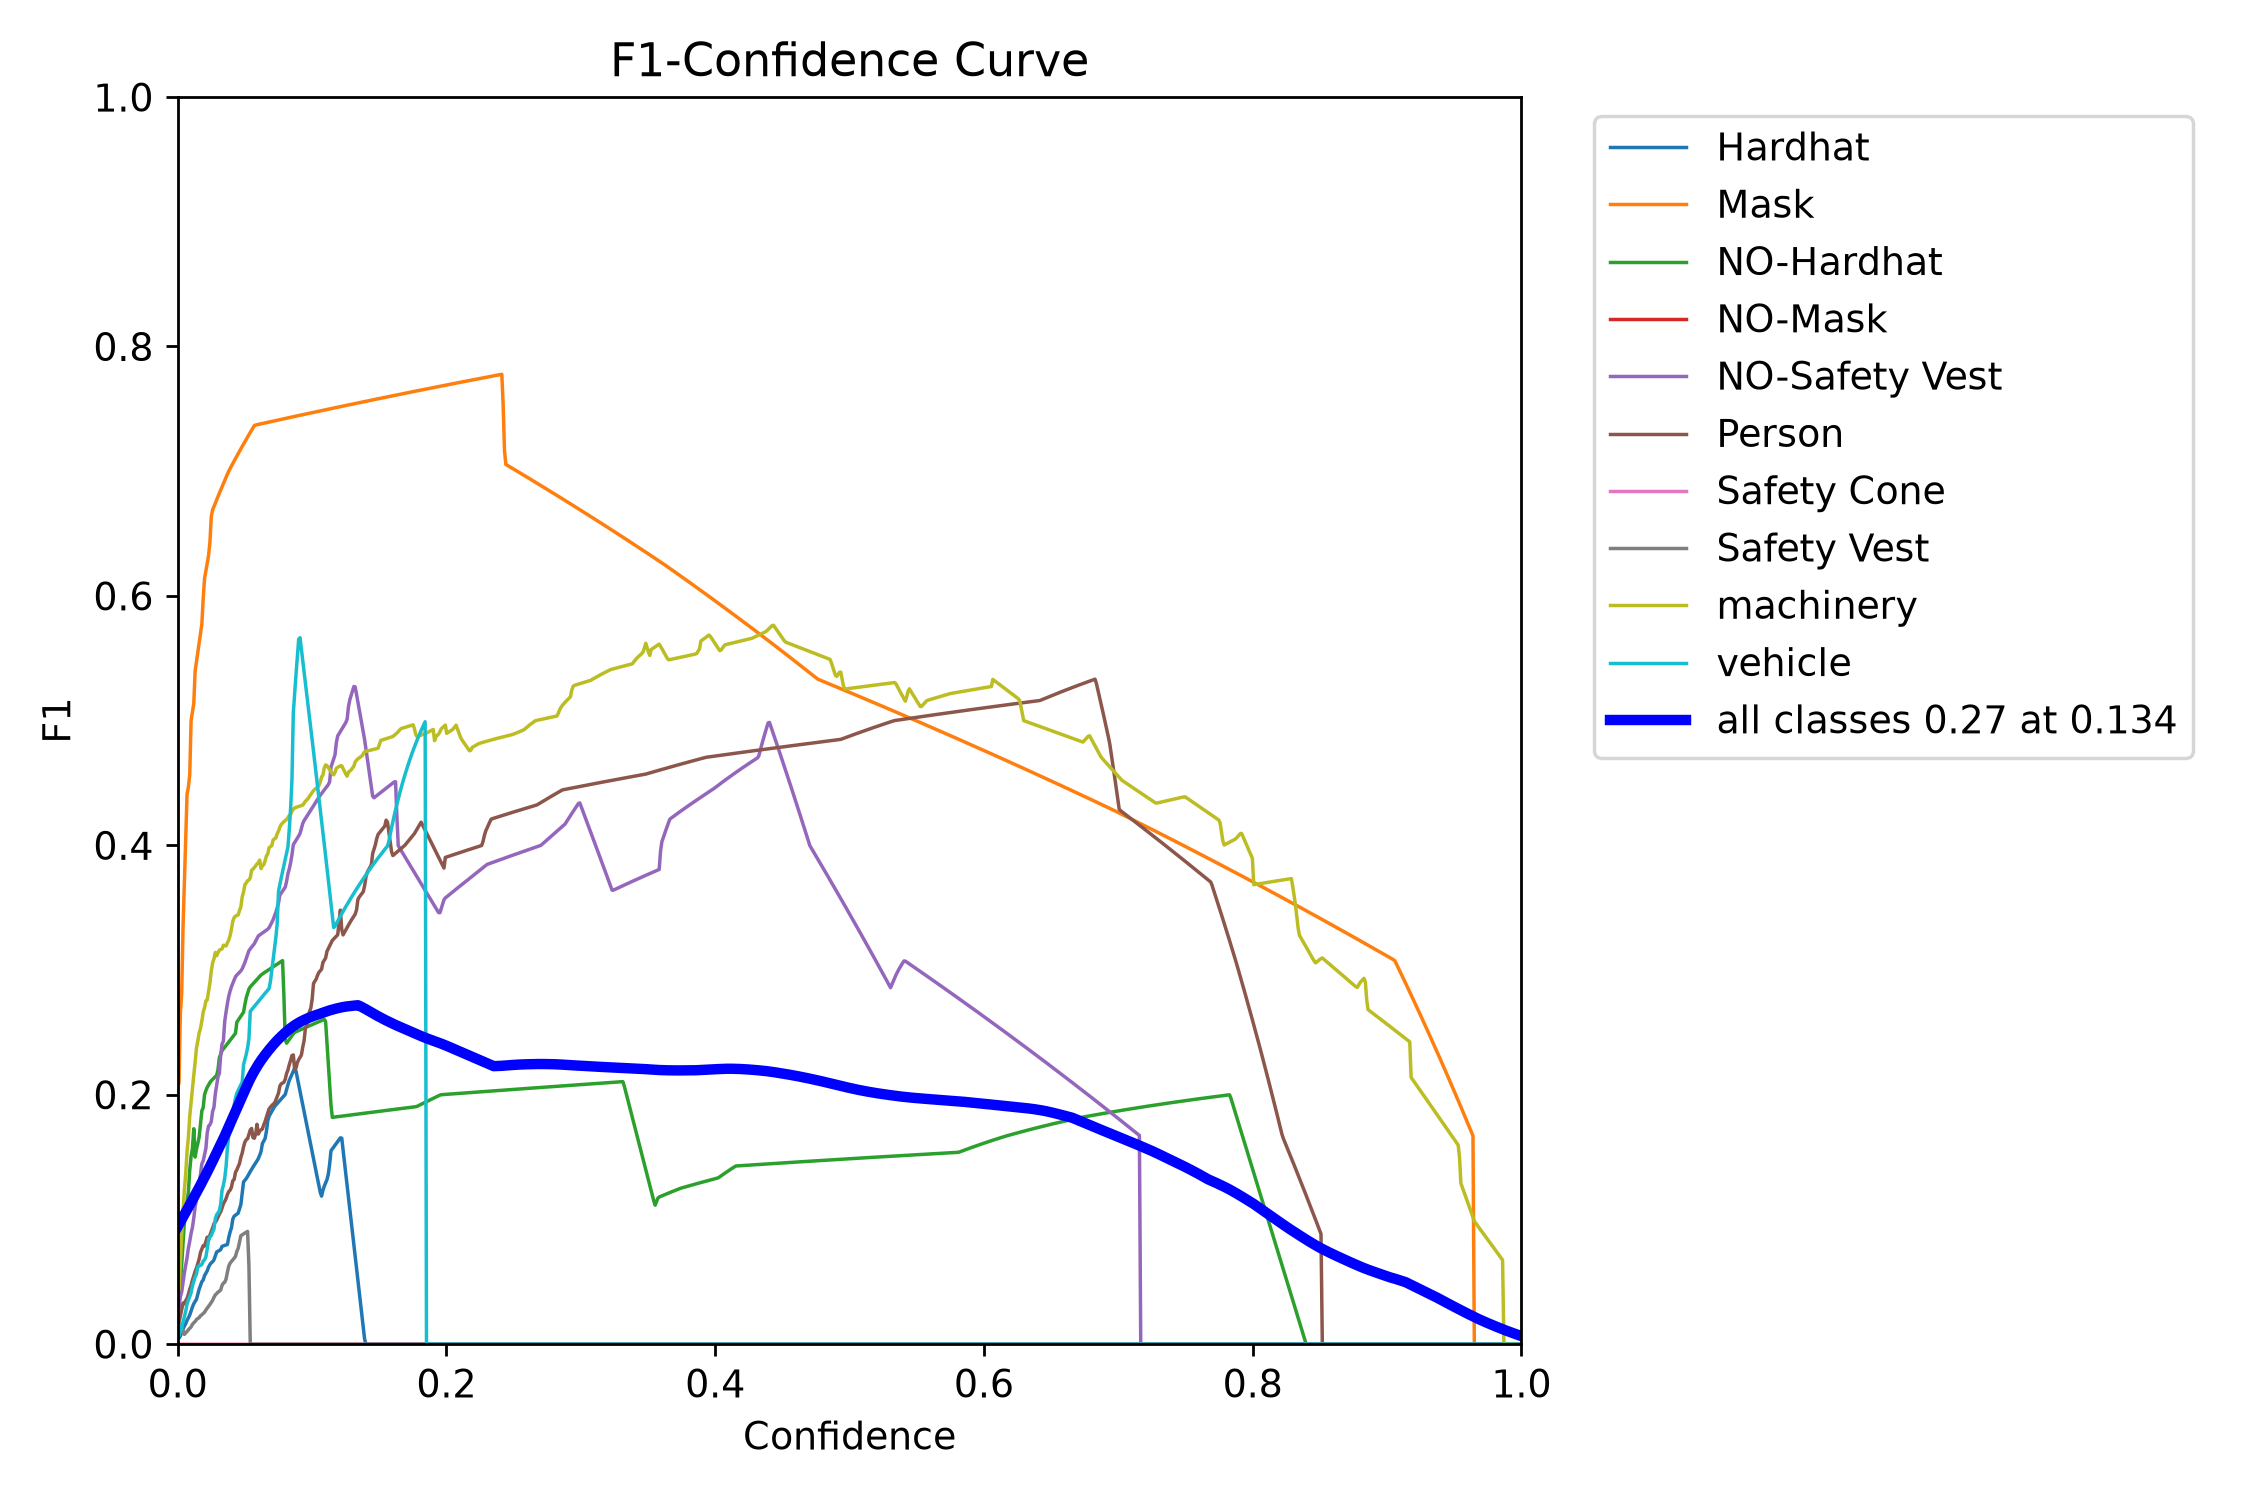 F1-Confidence Curve
1.0
0.8
0.6
0.4
0.2
0.0
F1
0.0 0.2 0.4 0.6 0.8 1.0
Confidence
Hardhat
Mask
NO-Hardhat
NO-Mask
NO-Safety Vest
Person
Safety Cone
Safety Vest
machinery
vehicle
all classes 0.27 at 0.134